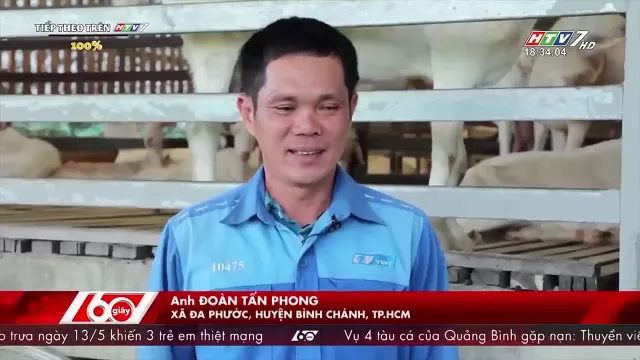 TIẾP THEO TRÊN HTV7
100%
HTV7 HD
18:34:04
10475
60 giây
Anh ĐOÀN TẤN PHONG
XÃ ĐA PHƯỚC, HUYỆN BÌNH CHÁNH, TP.HCM
o trưa ngày 13/5 khiến 3 trẻ em thiệt mạng HTV Vụ 4 tàu cá của Quảng Bình gặp nạn: Thuyền vi